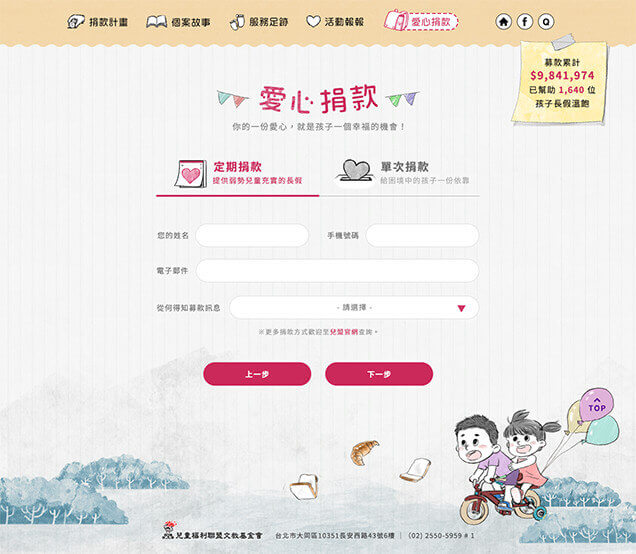 捐款計畫 個案故事 服務足跡 活動報報 愛心捐款
募款累計
$9,841,974
已幫助 1,640 位
孩子長假溫飽
愛心捐款
你的一份愛心，就是孩子一個幸福的機會！
定期捐款 單次捐款
提供弱勢兒童充實的長假 給困境中的孩子一份依靠
您的姓名 手機號碼
電子郵件
從何得知募款訊息 - 請選擇 -
※更多捐款方式歡迎至兒盟官網查詢。
上一步 下一步
TOP
兒童福利聯盟文教基金會 台北市大同區10351長安西路43號6樓 | (02) 2550-5959 # 1